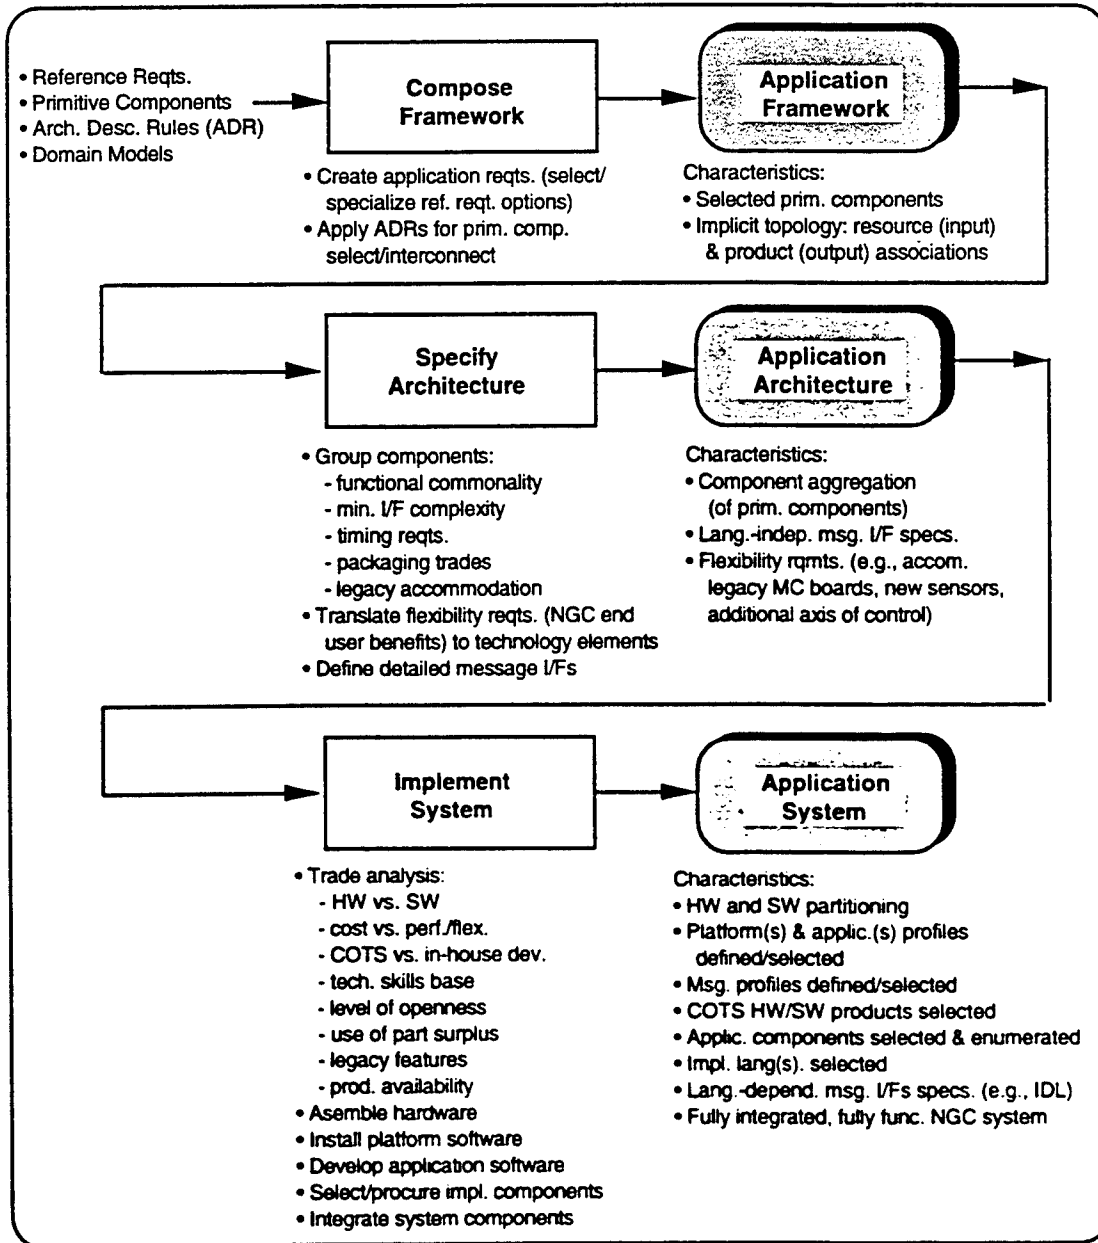 • Reference Reqts.
• Primitive Components
• Arch. Desc. Rules (ADR)
• Domain Models
Compose
Framework
• Create application reqts. (select/
specialize ref. reqt. options)
• Apply ADRs for prim. comp.
select/interconnect
Application
Framework
Characteristics:
• Selected prim. components
• Implicit topology: resource (input)
& product (output) associations
Specify
Architecture
• Group components:
- functional commonality
- min. I/F complexity
- timing reqts.
- packaging trades
- legacy accommodation
• Translate flexibility reqts. (NGC end
user benefits) to technology elements
• Define detailed message I/Fs
Application
Architecture
Characteristics:
• Component aggregation
(of prim. components)
• Lang.-indep. msg. I/F specs.
• Flexibility rqmts. (e.g., accom.
legacy MC boards, new sensors,
additional axis of control)
Implement
System
• Trade analysis:
- HW vs. SW
- cost vs. perf./flex.
- COTS vs. in-house dev.
- tech. skills base
- level of openness
- use of part surplus
- legacy features
- prod. availability
• Asemble hardware
• Install platform software
• Develop application software
• Select/procure impl. components
• Integrate system components
Application
System
Characteristics:
• HW and SW partitioning
• Platform(s) & applic.(s) profiles
defined/selected
• Msg. profiles defined/selected
• COTS HW/SW products selected
• Applic. components selected & enumerated
• Impl. lang(s). selected
• Lang.-depend. msg. I/Fs specs. (e.g., IDL)
• Fully integrated, fully func. NGC system